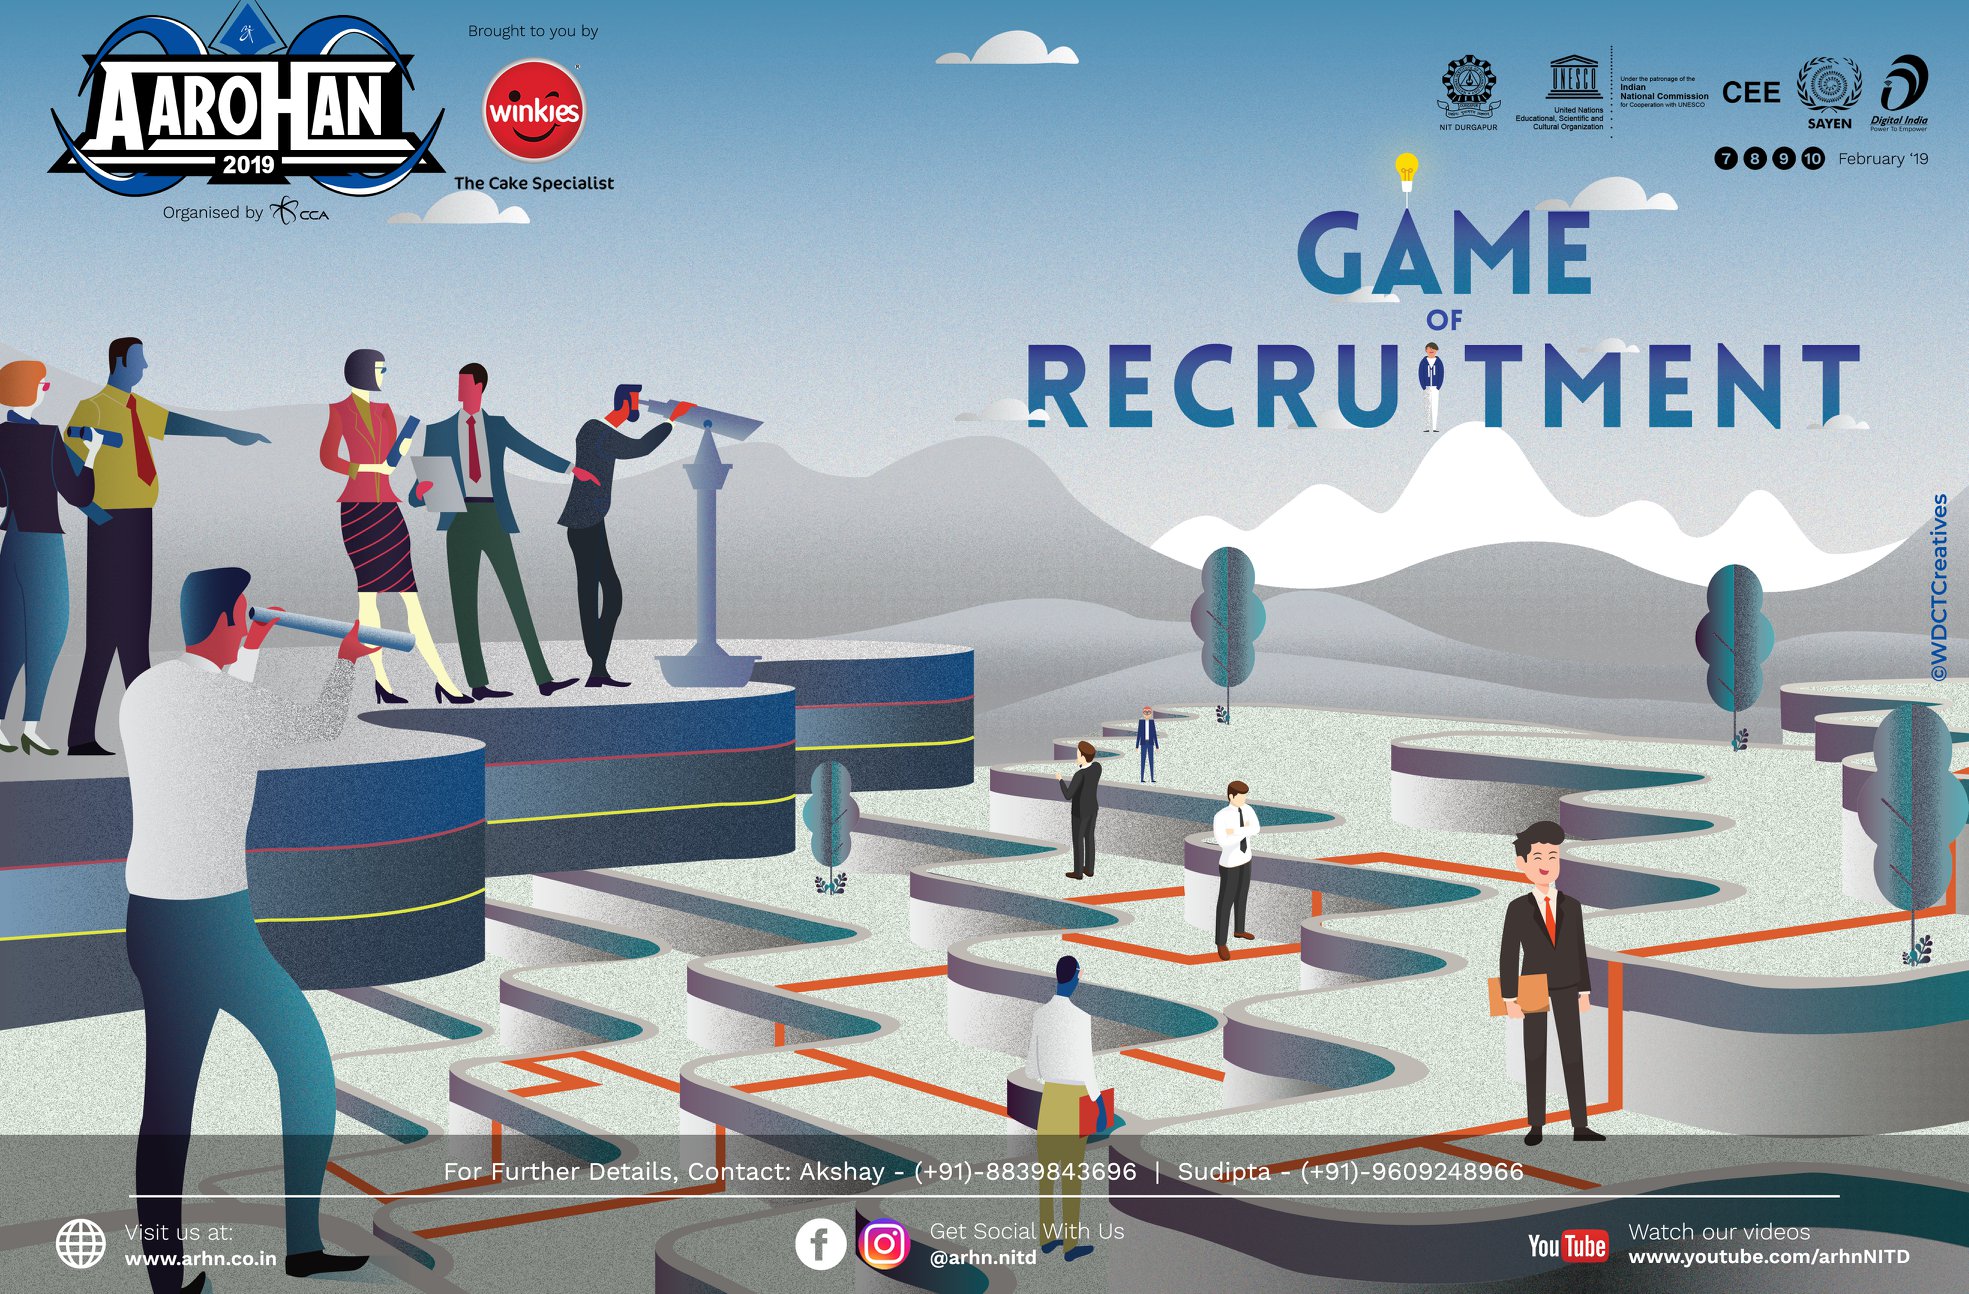 AAROHAN
2019
Organised by CCA
Brought to you by
winkies
®
The Cake Specialist
NIT DURGAPUR
UNESCO
United Nations
Educational, Scientific and
Cultural Organization
Under the patronage of the
Indian
National Commission
for Cooperation with UNESCO
CEE
SAYEN
Digital India
Power To Empower
7 8 9 10 February ‘19
GAME
OF
RECRUITMENT
©WDCTCreatives
For Further Details, Contact: Akshay - (+91)-8839843696 | Sudipta - (+91)-9609248966
Visit us at:
www.arhn.co.in
Get Social With Us
@arhn.nitd
YouTube
Watch our videos
www.youtube.com/arhnNITD